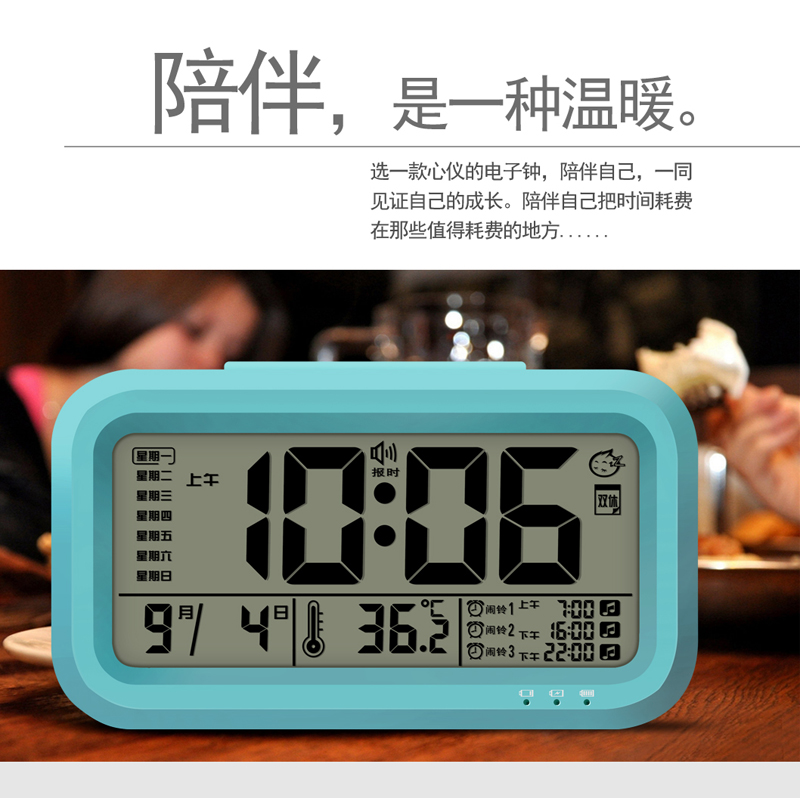 陪伴，是一种温暖。
选一款心仪的电子钟，陪伴自己，一同
见证自己的成长。陪伴自己把时间耗费
在那些值得耗费的地方......
星期一
星期二
星期三
星期四
星期五
星期六
星期日
上午
10:06
报时
双休
9月/ 4日
36.2℃
闹铃1 上午 7:00
闹铃2 下午 16:00
闹铃3 下午 22:00